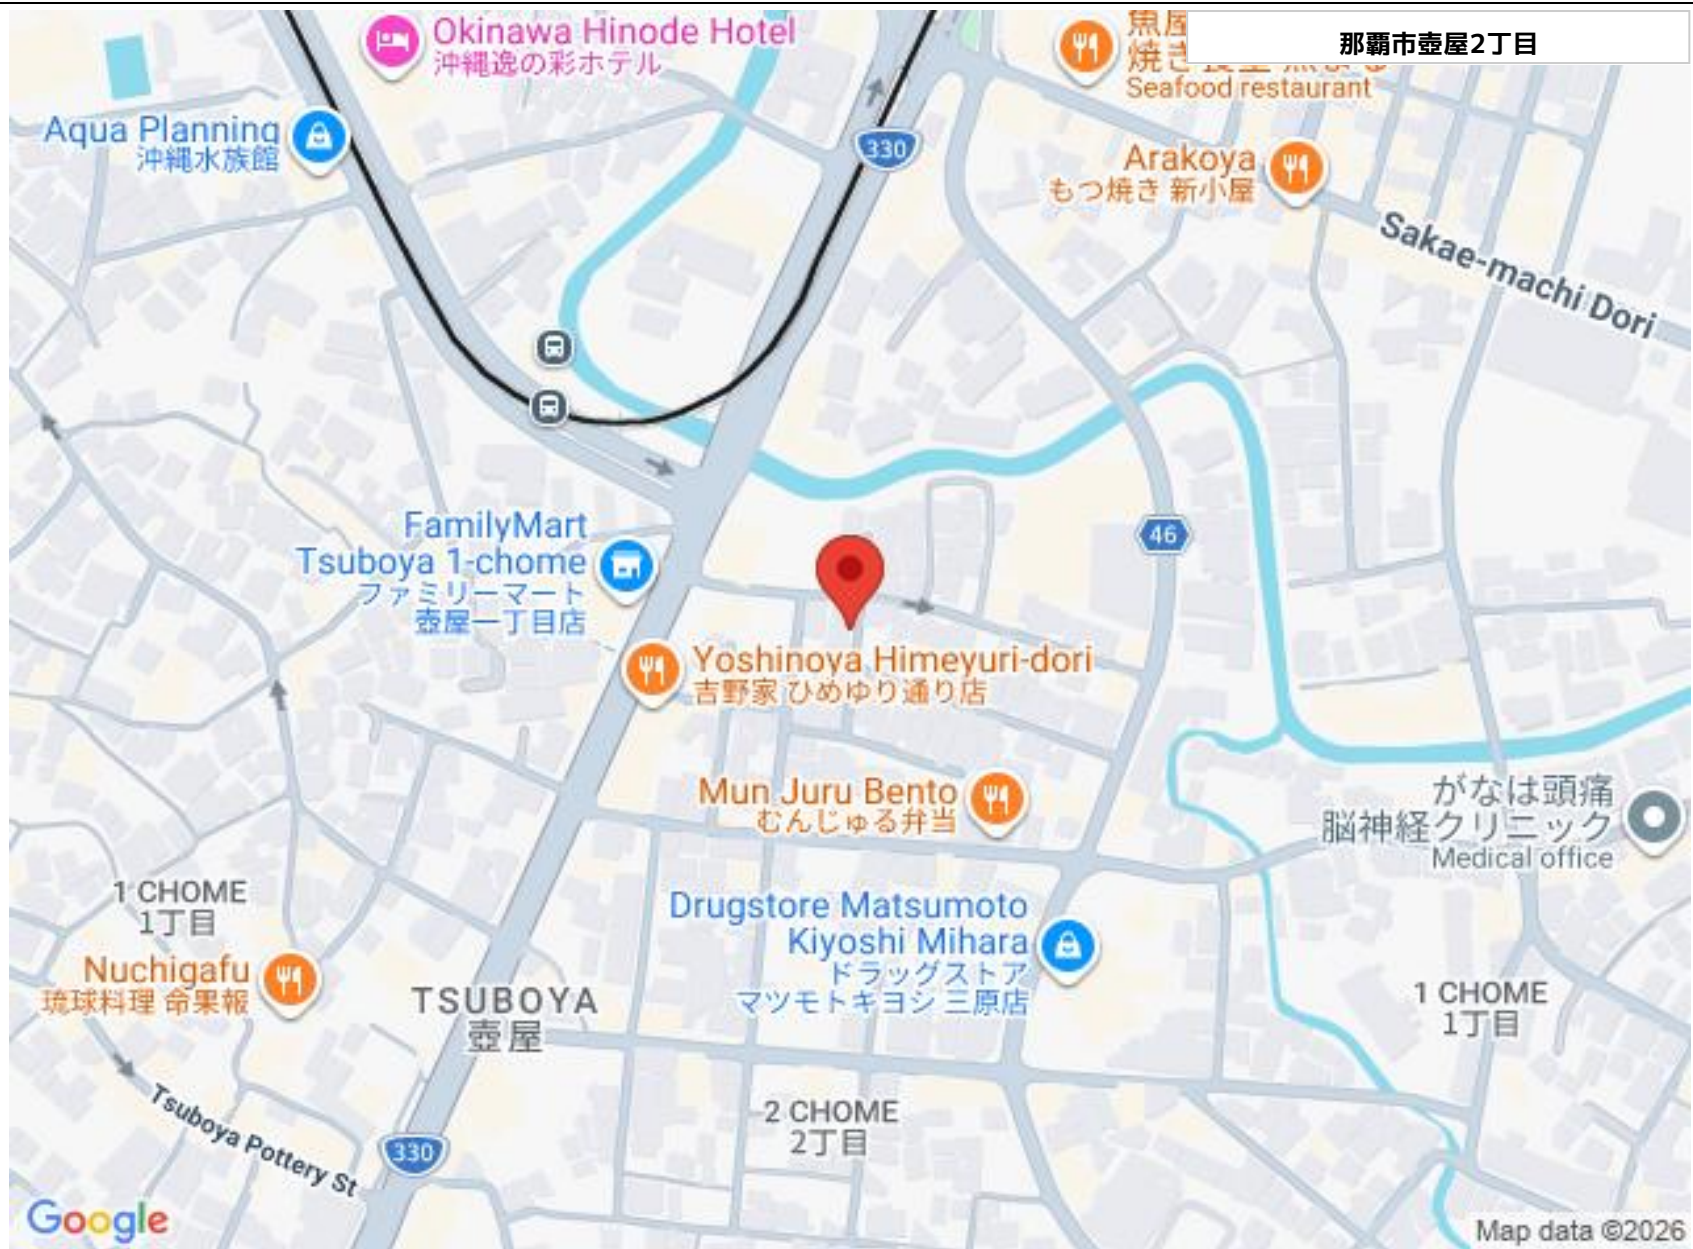 那覇市壺屋2丁目
Okinawa Hinode Hotel
沖縄逸の彩ホテル
Seafood restaurant
Aqua Planning
沖縄水族館
330
Arakoya
もつ焼き 新小屋
Sakae-machi Dori
FamilyMart
Tsuboya 1-chome
ファミリーマート
壺屋一丁目店
46
Yoshinoya Himeyuri-dori
吉野家 ひめゆり通り店
Mun Juru Bento
むんじゅる弁当
がなは頭痛
脳神経クリニック
Medical office
1 CHOME
1丁目
Drugstore Matsumoto
Kiyoshi Mihara
ドラッグストア
マツモトキヨシ 三原店
Nuchigafu
琉球料理 命果報
TSUBOYA
壺屋
1 CHOME
1丁目
2 CHOME
2丁目
Tsuboya Pottery St
330
Google
Map data ©2026